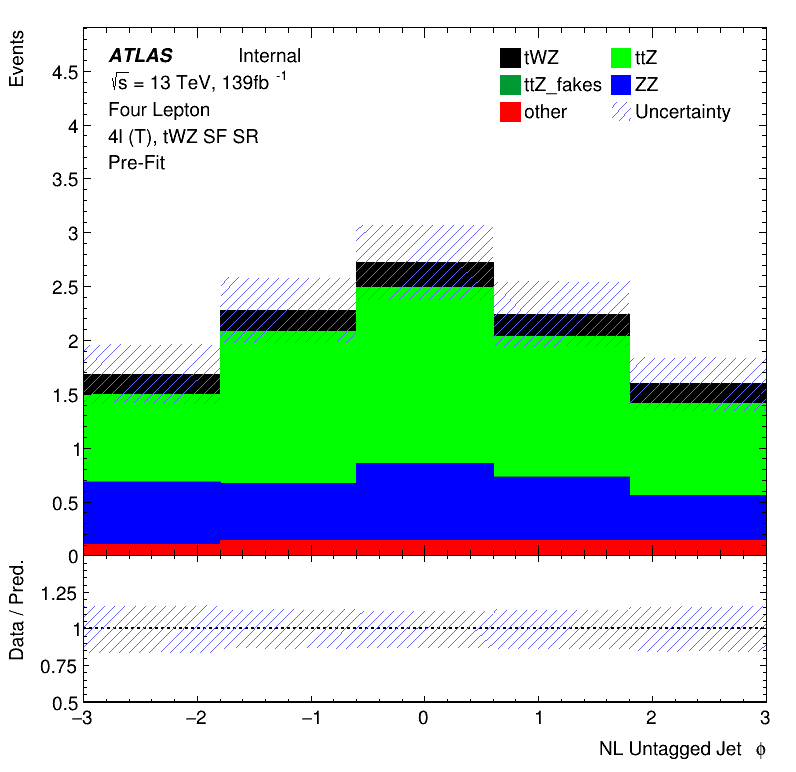 Events
ATLAS Internal
√s = 13 TeV, 139fb -1
Four Lepton
4l (T), tWZ SF SR
Pre-Fit
tWZ ttZ
ttZ_fakes ZZ
other Uncertainty
4.5
4
3.5
3
2.5
2
1.5
1
0.5
0
Data / Pred.
1.25
1
0.75
0.5
−3 −2 −1 0 1 2 3
NL Untagged Jet ϕ